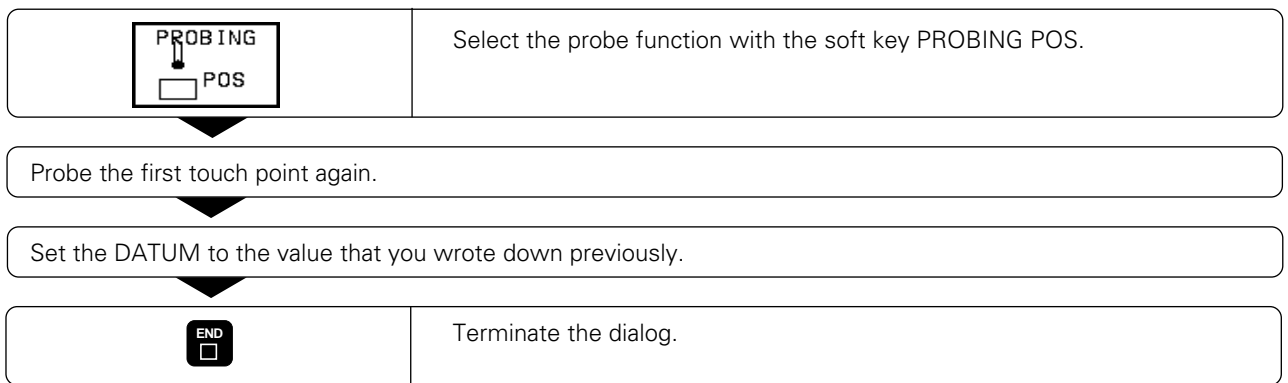 PROBING
POS
Select the probe function with the soft key PROBING POS.
Probe the first touch point again.
Set the DATUM to the value that you wrote down previously.
END
Terminate the dialog.